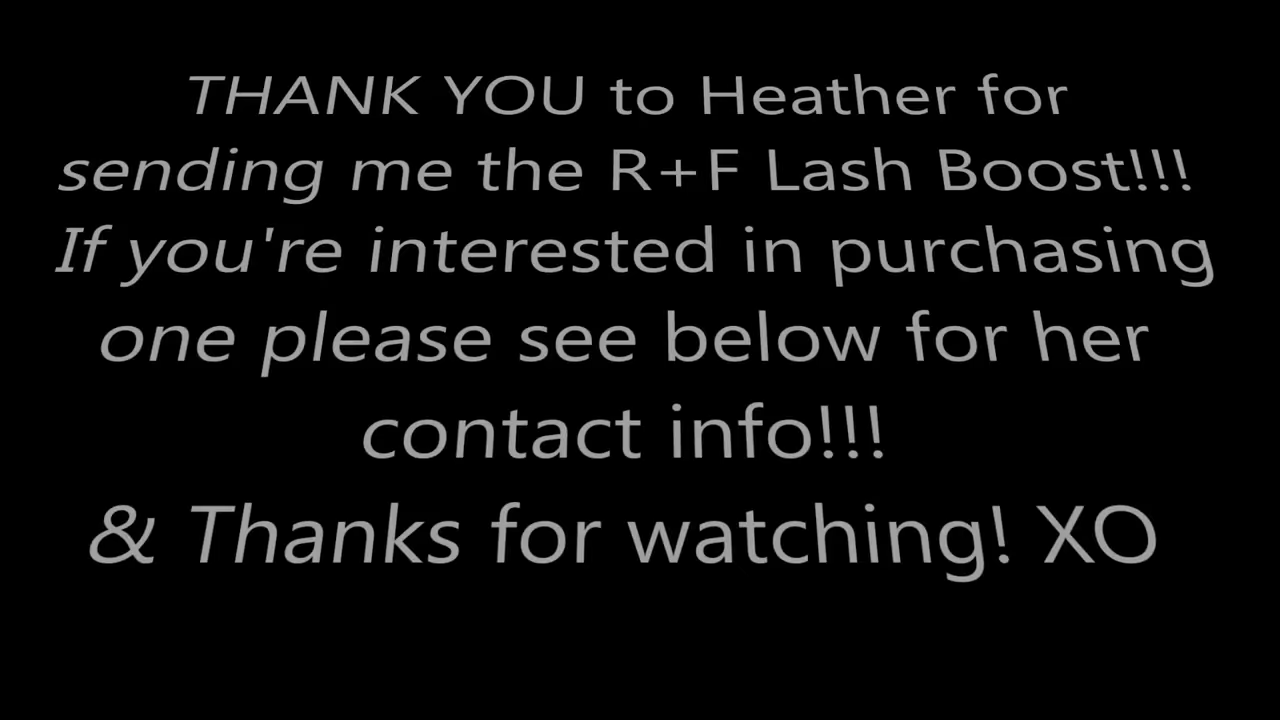 THANK YOU to Heather for
sending me the R+F Lash Boost!!!
If you're interested in purchasing
one please see below for her
contact info!!!
& Thanks for watching! XO